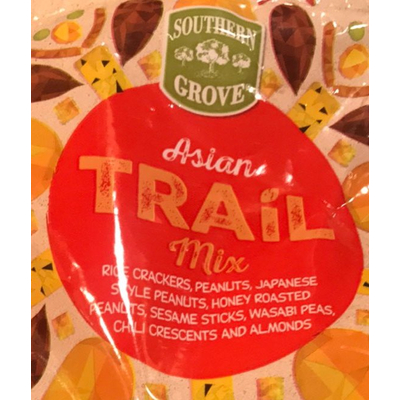 SOUTHERN
GROVE
Asian
TRAiL
Mix
RICE CRACKERS, PEANUTS, JAPANESE
STYLE PEANUTS, HONEY ROASTED
PEANUTS, SESAME STICKS, WASABI PEAS,
CHILI CRESCENTS AND ALMONDS